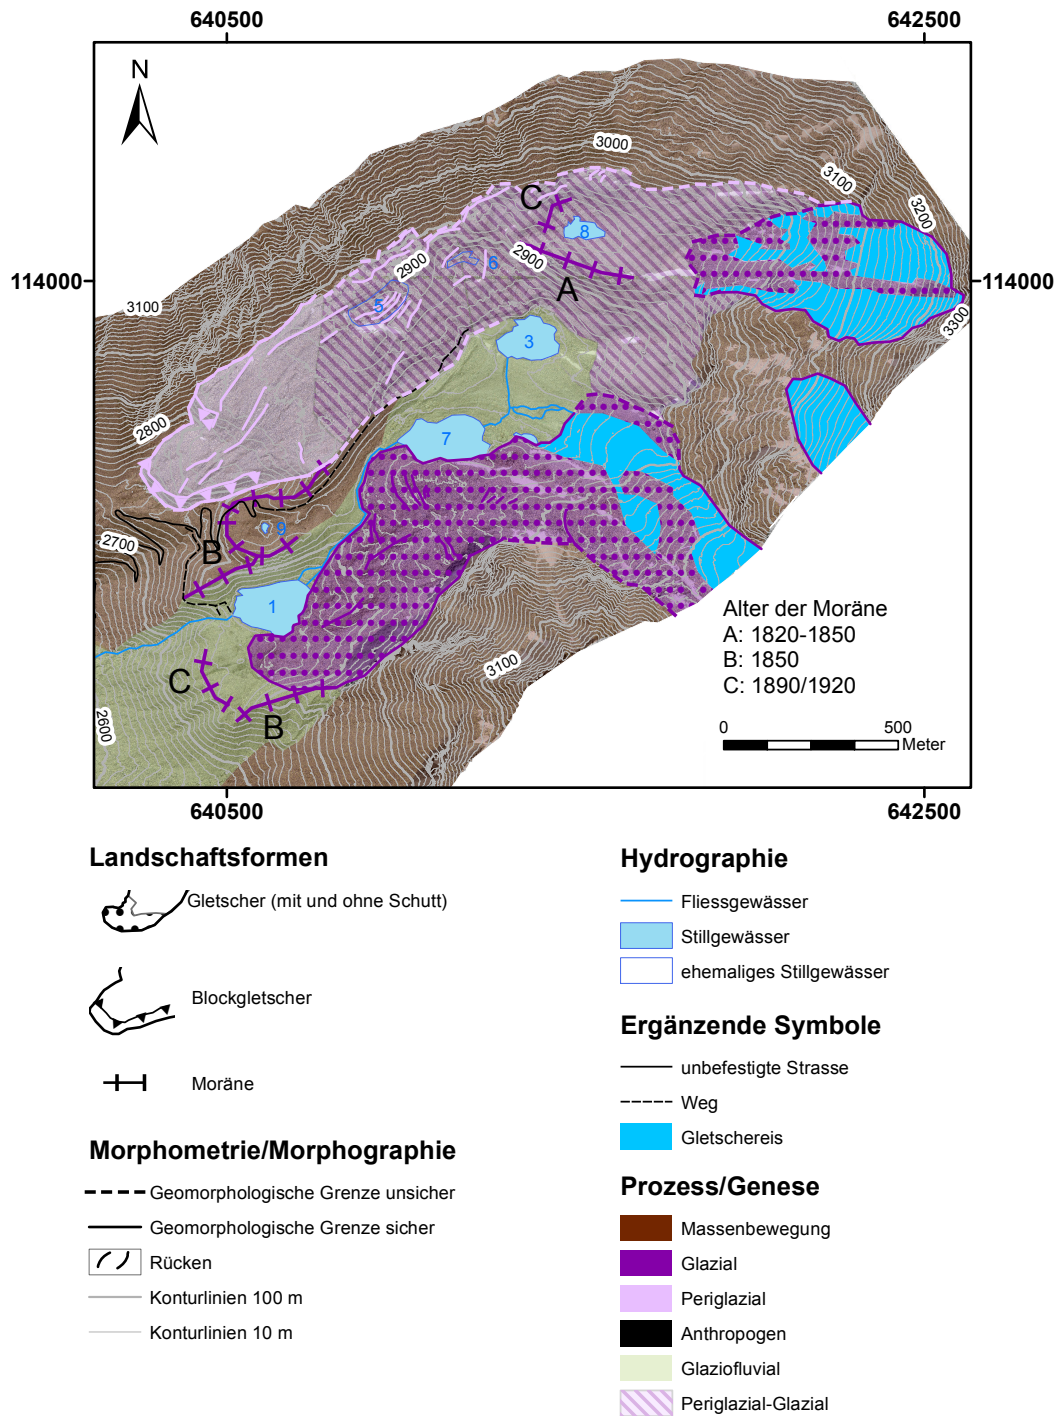 640500 642500
N
3000
C
3100
3200
8
6
2900
2900
114000 114000
A
5
3100
3300
3
2800
7
9
2700
B
1
Alter der Moräne
A: 1820-1850
B: 1850
C: 1890/1920
3100
C
B
2600
0 500
Meter
640500 642500
Landschaftsformen
Gletscher (mit und ohne Schutt)
Blockgletscher
Moräne
Morphometrie/Morphographie
Geomorphologische Grenze unsicher
Geomorphologische Grenze sicher
Rücken
Konturlinien 100 m
Konturlinien 10 m
Hydrographie
Fliessgewässer
Stillgewässer
ehemaliges Stillgewässer
Ergänzende Symbole
unbefestigte Strasse
Weg
Gletschereis
Prozess/Genese
Massenbewegung
Glazial
Periglazial
Anthropogen
Glaziofluvial
Periglazial-Glazial